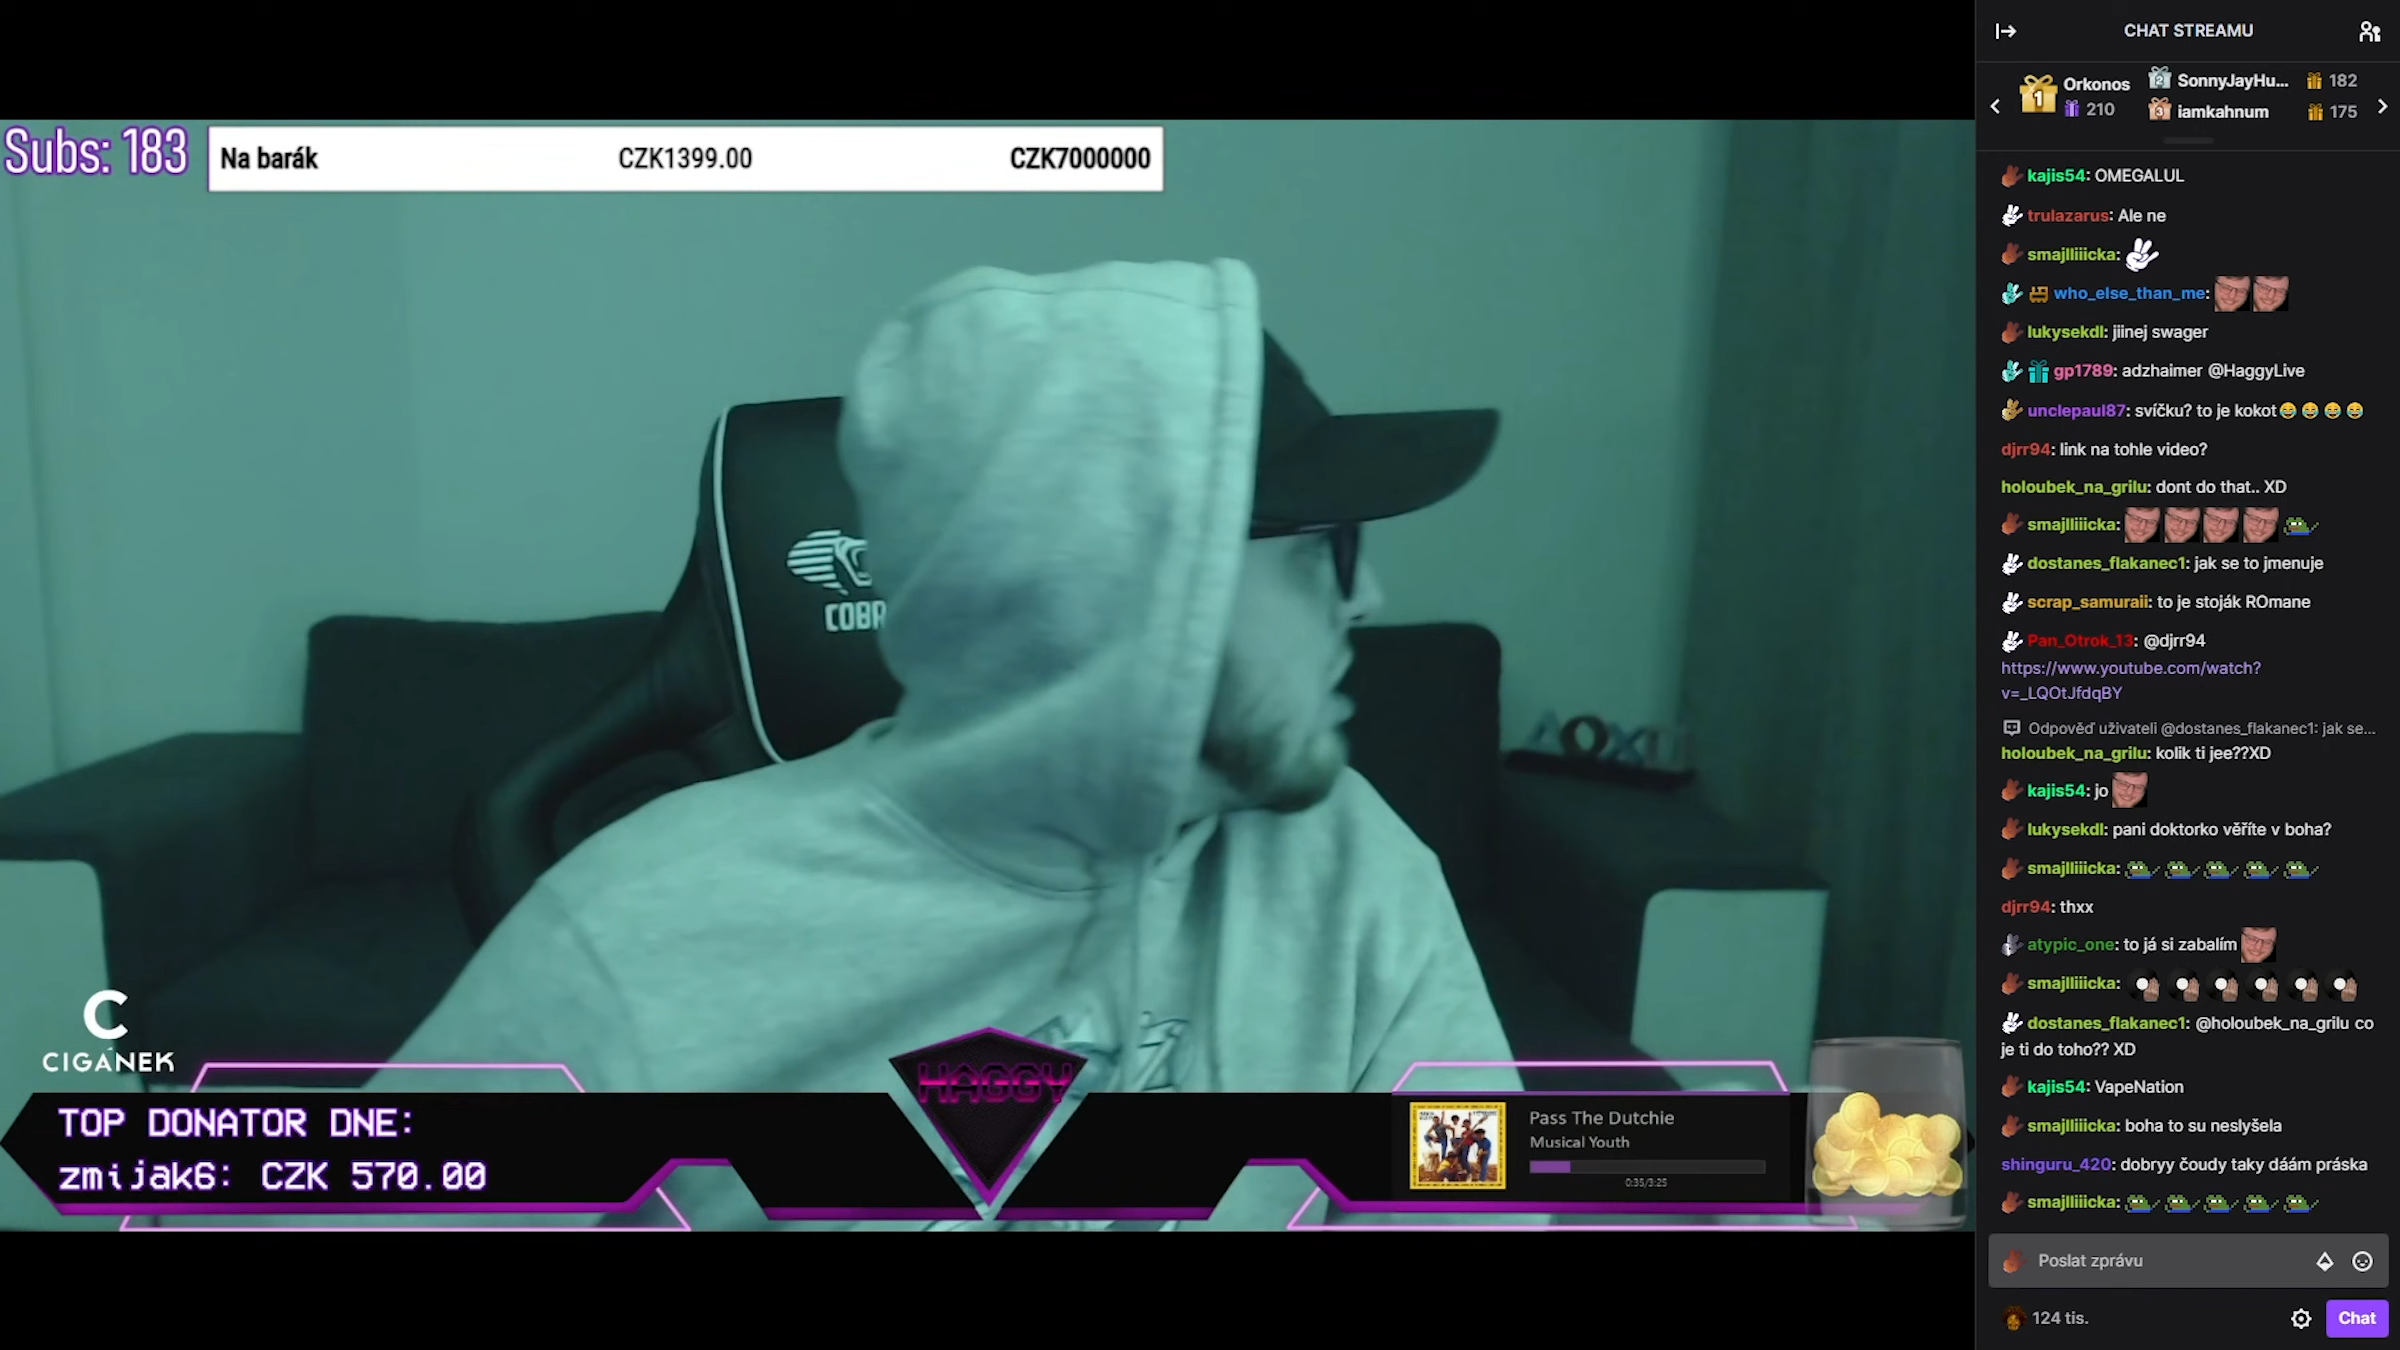 Subs: 183
Na barák CZK1399.00 CZK7000000
COBR
C
CIGÁNEK
TOP DONATOR DNE:
zmijak6: CZK 570.00
HAGGY
Pass The Dutchie
Musical Youth
0:35/3:25
CHAT STREAMU
1 Orkonos 210
2 SonnyJayHu... 182
3 iamkahnum 175
kajis54: OMEGALUL
trulazarus: Ale ne
smajlliiicka:
who_else_than_me:
lukysekdl: jiinej swager
gp1789: adzhaimer @HaggyLive
unclepaul87: svíčku? to je kokot😂😂😂😂
djrr94: link na tohle video?
holoubek_na_grilu: dont do that.. XD
smajlliiicka:
dostanes_flakanec1: jak se to jmenuje
scrap_samuraii: to je stoják ROmane
Pan_Otrok_13: @djrr94
https://www.youtube.com/watch?
v=_LQOtJfdqBY
Odpověď uživateli @dostanes_flakanec1: jak se...
holoubek_na_grilu: kolik ti jee??XD
kajis54: jo
lukysekdl: pani doktorko věříte v boha?
smajlliiicka:
djrr94: thxx
atypic_one: to já si zabalím
smajlliiicka:
dostanes_flakanec1: @holoubek_na_grilu co
je ti do toho?? XD
kajis54: VapeNation
smajlliiicka: boha to su neslyšela
shinguru_420: dobryy čoudy taky dáám práska
smajlliiicka:
Poslat zprávu
124 tis.
Chat